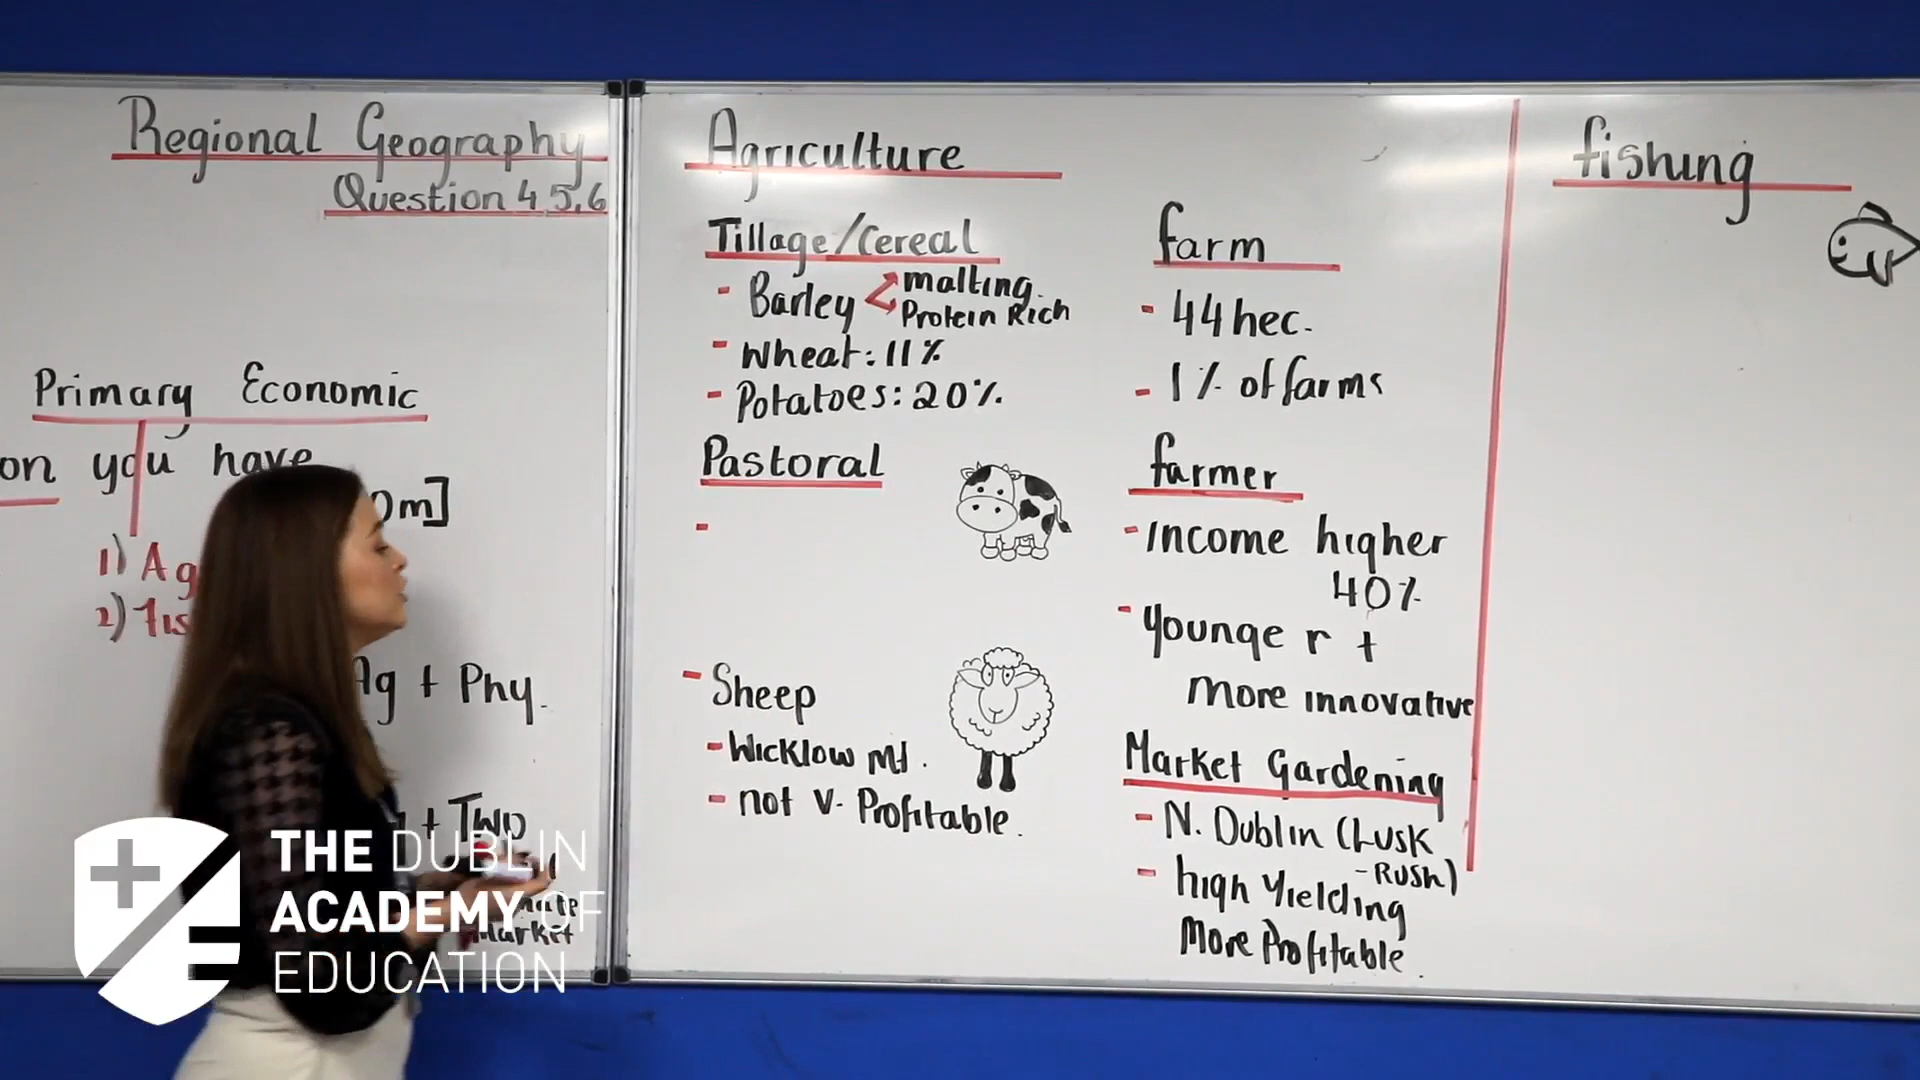 Regional Geography
Question 4,5,6
Primary Economic
on you have
0m]
1) Ag
2) Fis
Ag + Phy.
+ Two
Market
Agriculture
Tillage/Cereal
- Barley
malting
Protein Rich
- Wheat: 11%
- Potatoes: 20%
Pastoral
-
- Sheep
- Wicklow Mt.
- not V. Profitable.
farm
- 44 hec.
- 1% of farms
farmer
- Income higher
40%
- Younger +
More innovative
Market Gardening
- N. Dublin (Lusk
- Rush)
- high Yielding
More Profitable.
fishing
THE DUBLIN
ACADEMY OF
EDUCATION